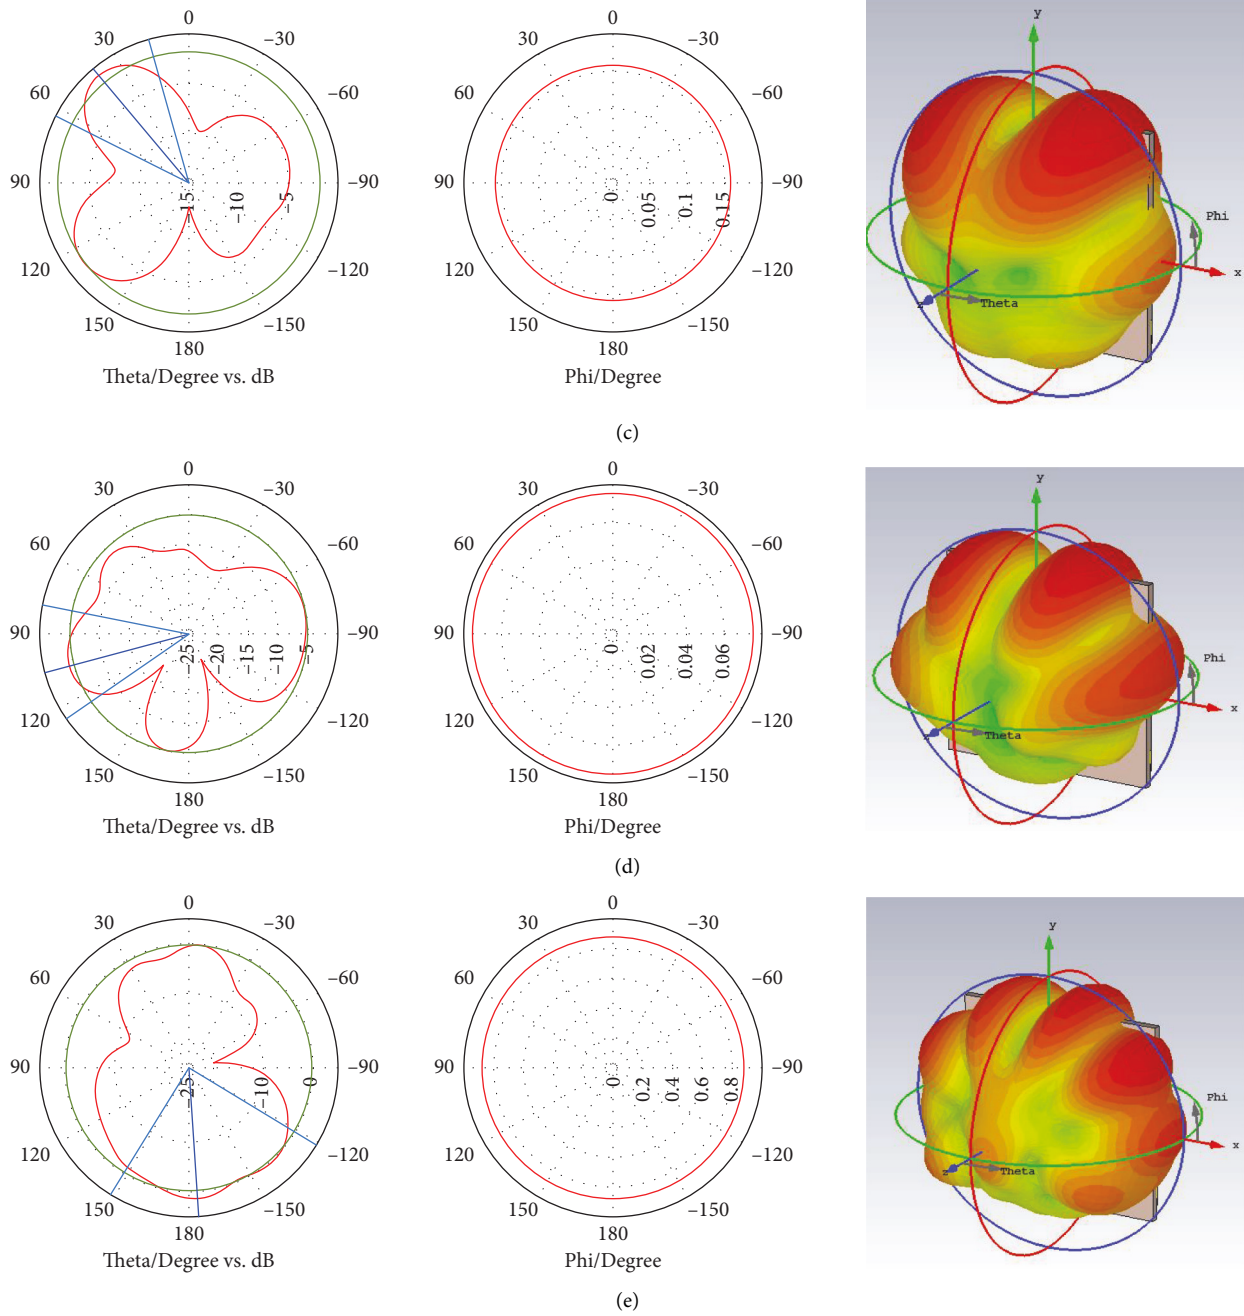 0 0
30 –30 30 –30
60 –60 60 –60
90 –90 90 –90
–15 –10 –5 0 0.05 0.1 0.15
120 –120 120 –120
150 –150 150 –150
180 180
Theta/Degree vs. dB Phi/Degree
y
Phi
x
z Theta
(c)
0 0
30 –30 30 –30
60 –60 60 –60
90 –90 90 –90
–25 –20 –15 –10 –5 0 0.02 0.04 0.06
120 –120 120 –120
150 –150 150 –150
180 180
Theta/Degree vs. dB Phi/Degree
y
Phi
x
z Theta
(d)
0 0
30 –30 30 –30
60 –60 60 –60
90 –90 90 –90
–25 –10 0 0 0.2 0.4 0.6 0.8
120 –120 120 –120
150 –150 150 –150
180 180
Theta/Degree vs. dB Phi/Degree
y
Phi
x
z Theta
(e)